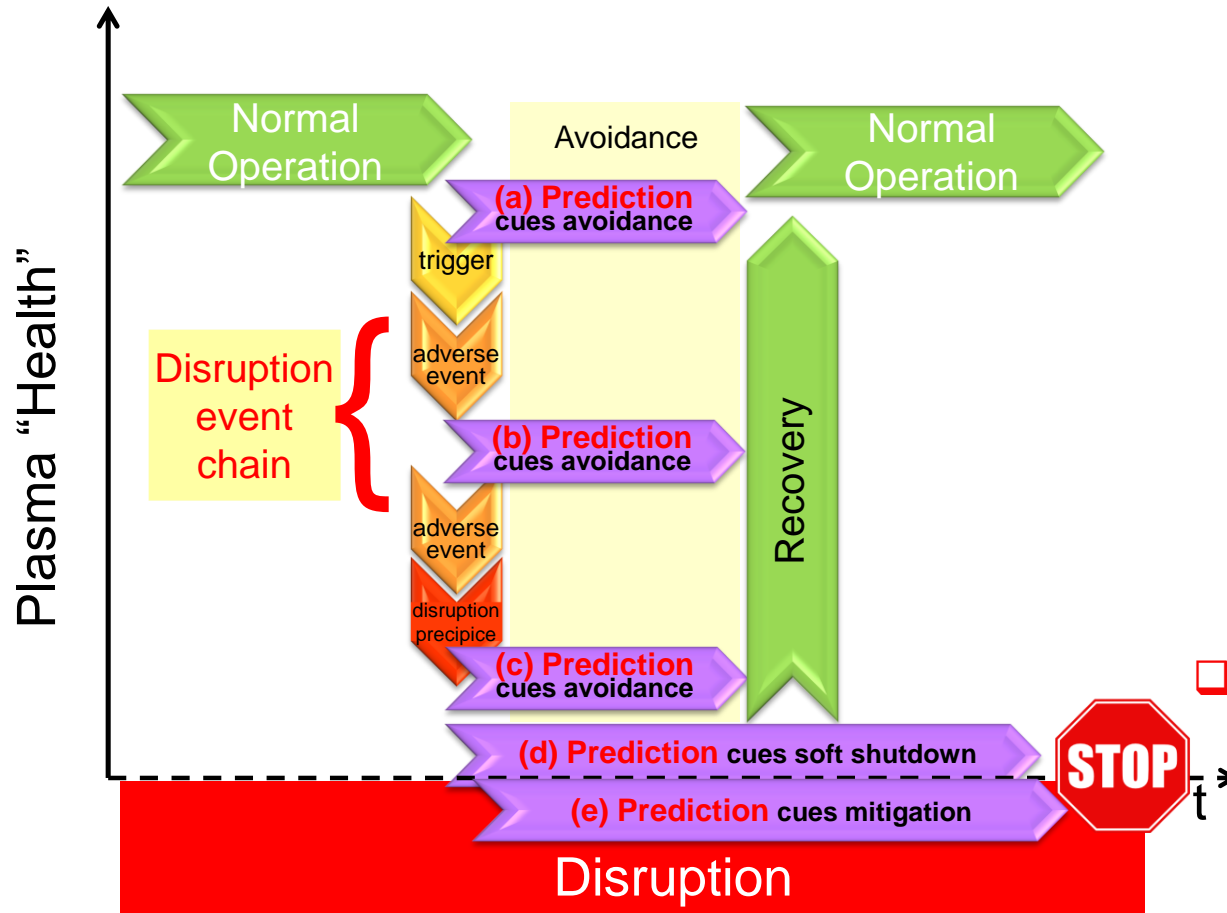 Plasma “Health”
Normal
Operation
Avoidance
Normal
Operation
(a) Prediction
cues avoidance
trigger
adverse
event
Disruption
event
chain
{
(b) Prediction
cues avoidance
adverse
event
disruption
precipice
(c) Prediction
cues avoidance
Recovery
(d) Prediction cues soft shutdown
STOP
t
(e) Prediction cues mitigation
Disruption